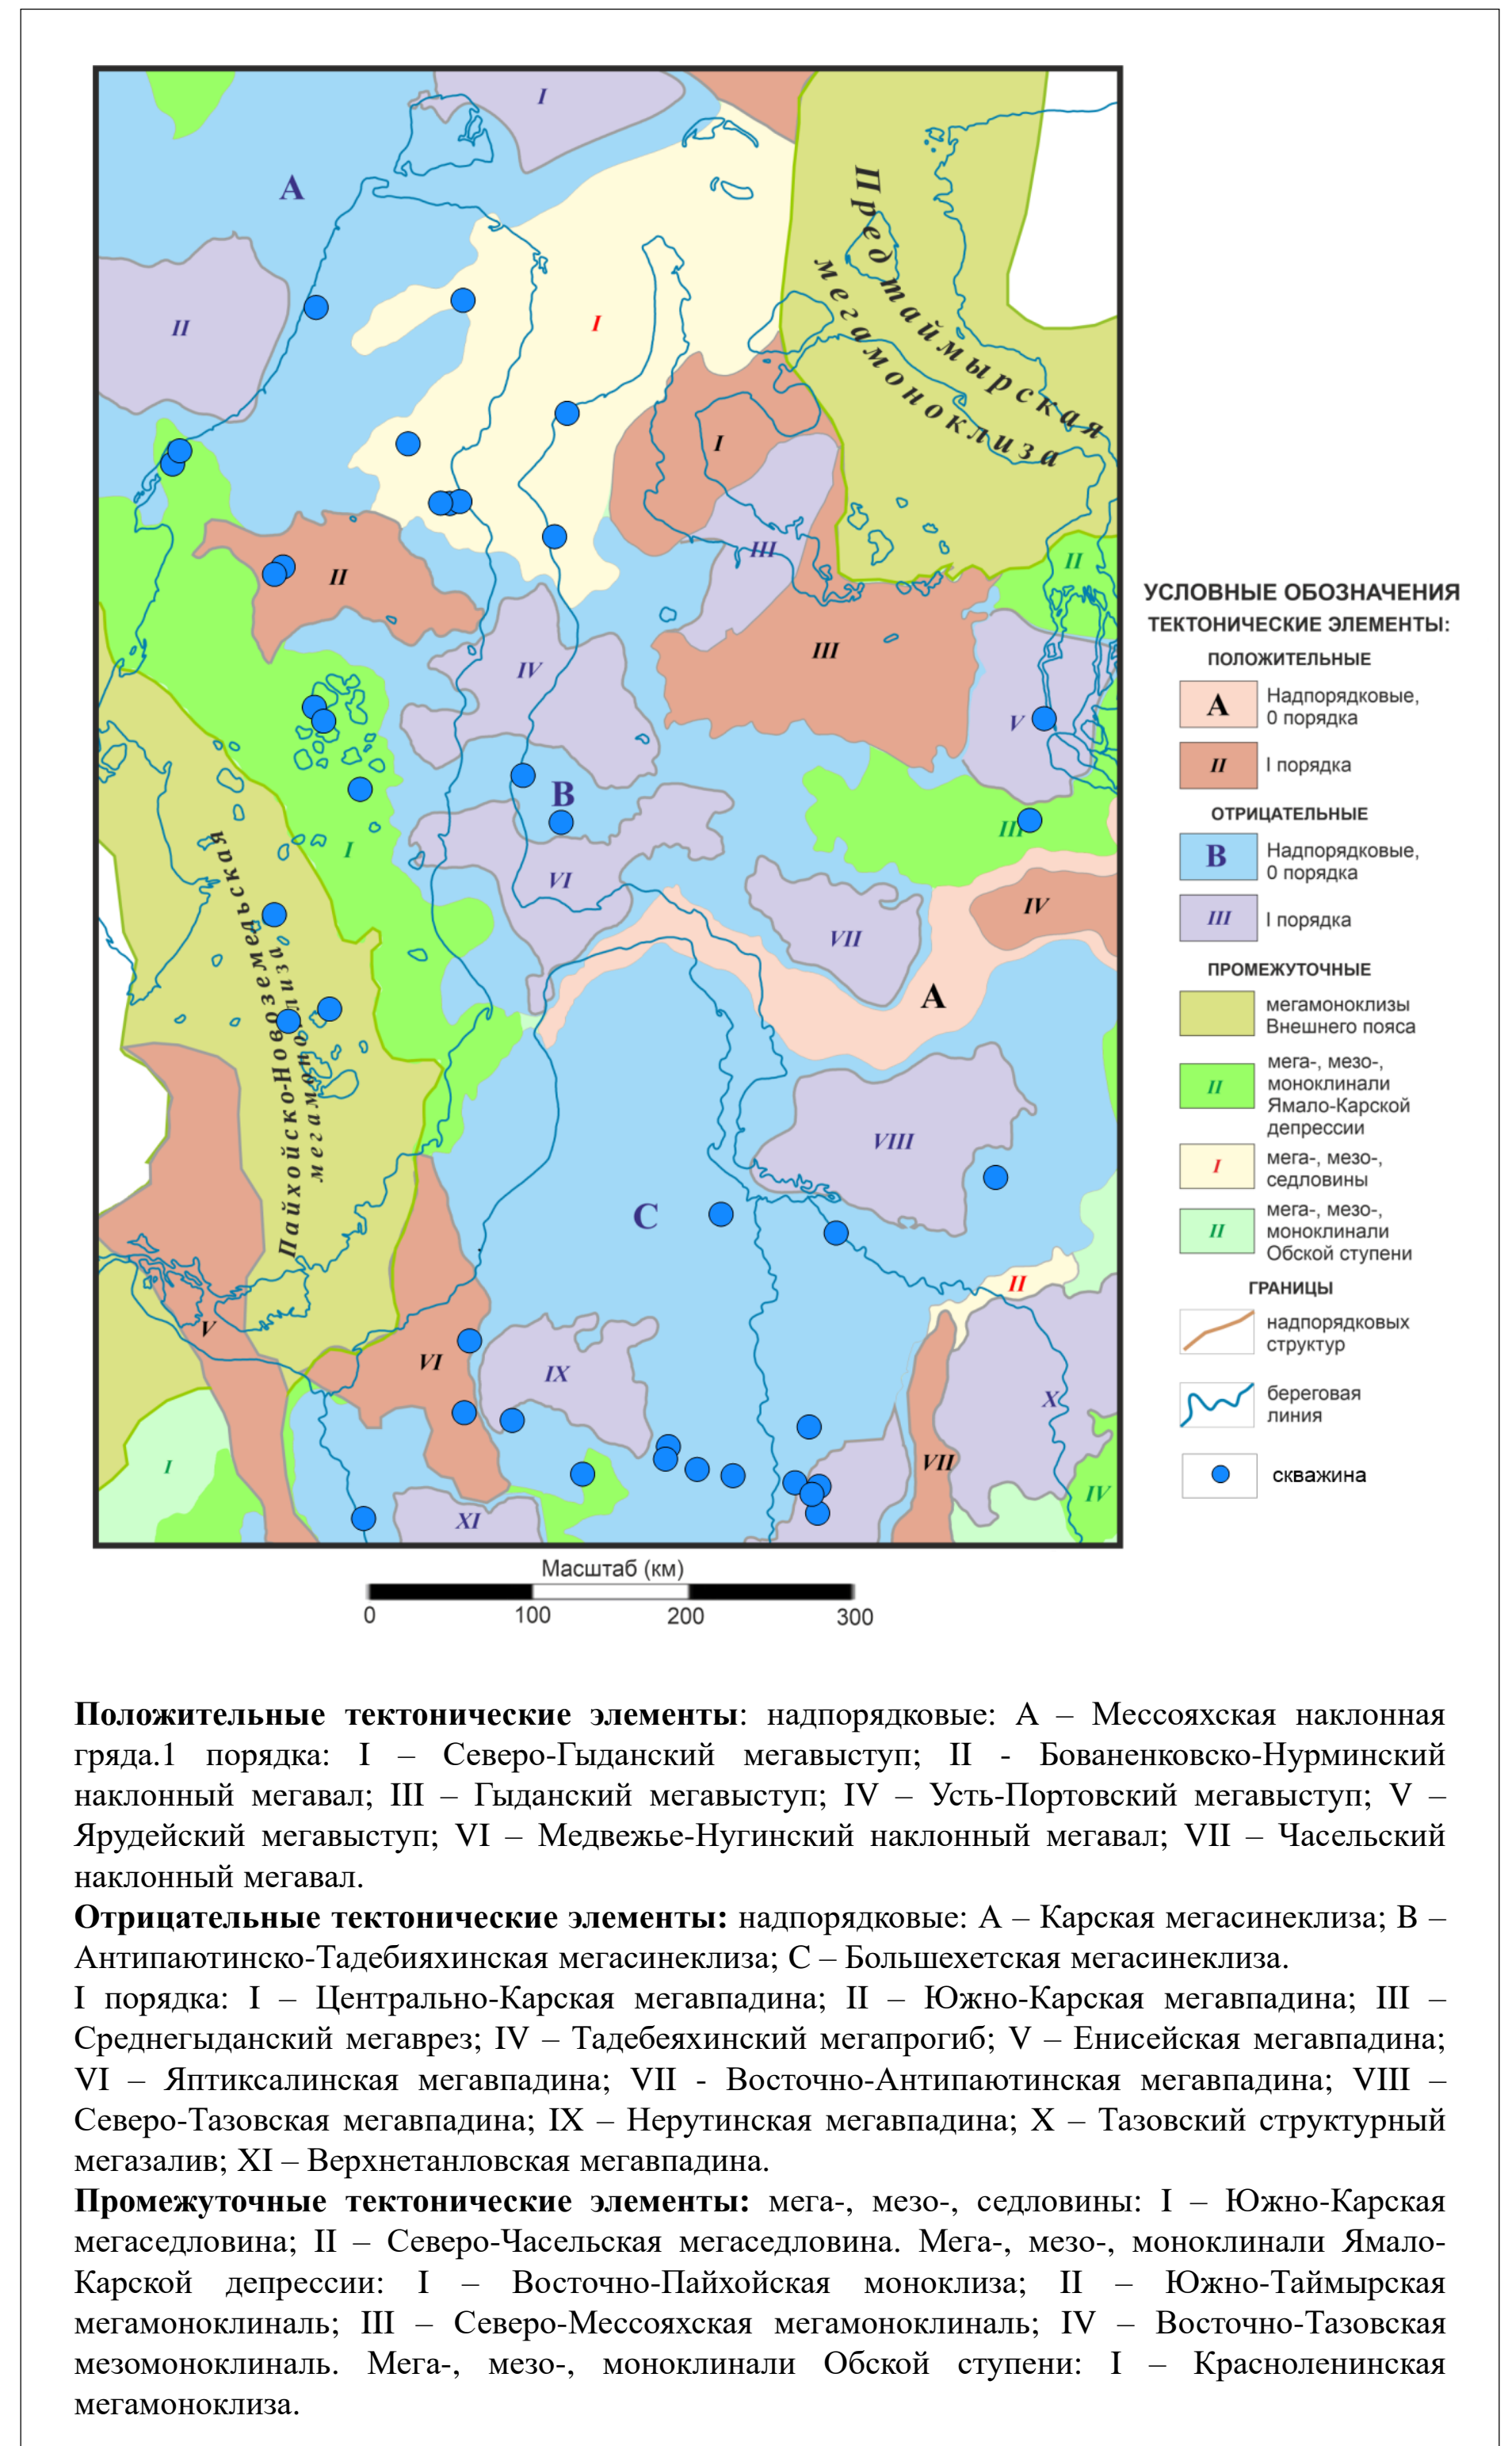 I
A
II
I
Предтаймырская
мегамоноклиза
I
III
II
II
III
IV
V
B
III
I
VI
IV
VII
A
Пайхойско-Новоземельская
мегамоноклиза
VIII
C
II
V
VI
IX
X
I
VII
IV
XI
УСЛОВНЫЕ ОБОЗНАЧЕНИЯ
ТЕКТОНИЧЕСКИЕ ЭЛЕМЕНТЫ:
ПОЛОЖИТЕЛЬНЫЕ
A Надпорядковые,
0 порядка
II I порядка
ОТРИЦАТЕЛЬНЫЕ
B Надпорядковые,
0 порядка
III I порядка
ПРОМЕЖУТОЧНЫЕ
мегамоноклизы
Внешнего пояса
мега-, мезо-,
II моноклинали
Ямало-Карской
депрессии
I мега-, мезо-,
седловины
мега-, мезо-,
II моноклинали
Обской ступени
ГРАНИЦЫ
надпорядковых
структур
береговая
линия
скважина
Масштаб (км)
0 100 200 300
Положительные тектонические элементы: надпорядковые: А – Мессояхская наклонная
гряда.1 порядка: I – Северо-Гыданский мегавыступ; II - Бованенковско-Нурминский
наклонный мегавал; III – Гыданский мегавыступ; IV – Усть-Портовский мегавыступ; V –
Ярудейский мегавыступ; VI – Медвежье-Нугинский наклонный мегавал; VII – Часельский
наклонный мегавал.
Отрицательные тектонические элементы: надпорядковые: А – Карская мегасинеклиза; В –
Антипаютинско-Тадебияхинская мегасинеклиза; С – Большехетская мегасинеклиза.
I порядка: I – Центрально-Карская мегавпадина; II – Южно-Карская мегавпадина; III –
Среднегыданский мегаврез; IV – Тадебеяхинский мегапрогиб; V – Енисейская мегавпадина;
VI – Яптиксалинская мегавпадина; VII - Восточно-Антипаютинская мегавпадина; VIII –
Северо-Тазовская мегавпадина; IX – Нерутинская мегавпадина; X – Тазовский структурный
мегазалив; XI – Верхнетанловская мегавпадина.
Промежуточные тектонические элементы: мега-, мезо-, седловины: I – Южно-Карская
мегаседловина; II – Северо-Часельская мегаседловина. Мега-, мезо-, моноклинали Ямало-
Карской депрессии: I – Восточно-Пайхойская моноклиза; II – Южно-Таймырская
мегамоноклиналь; III – Северо-Мессояхская мегамоноклиналь; IV – Восточно-Тазовская
мезомоноклиналь. Мега-, мезо-, моноклинали Обской ступени: I – Красноленинская
мегамоноклиза.